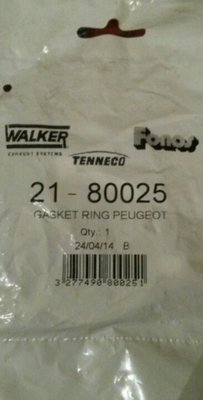 WALKER
EXHAUST SYSTEMS
Fonos
TENNECO
21-80025
GASKET RING PEUGEOT
Qty.: 1
24/04/14 B
3 277490 800251